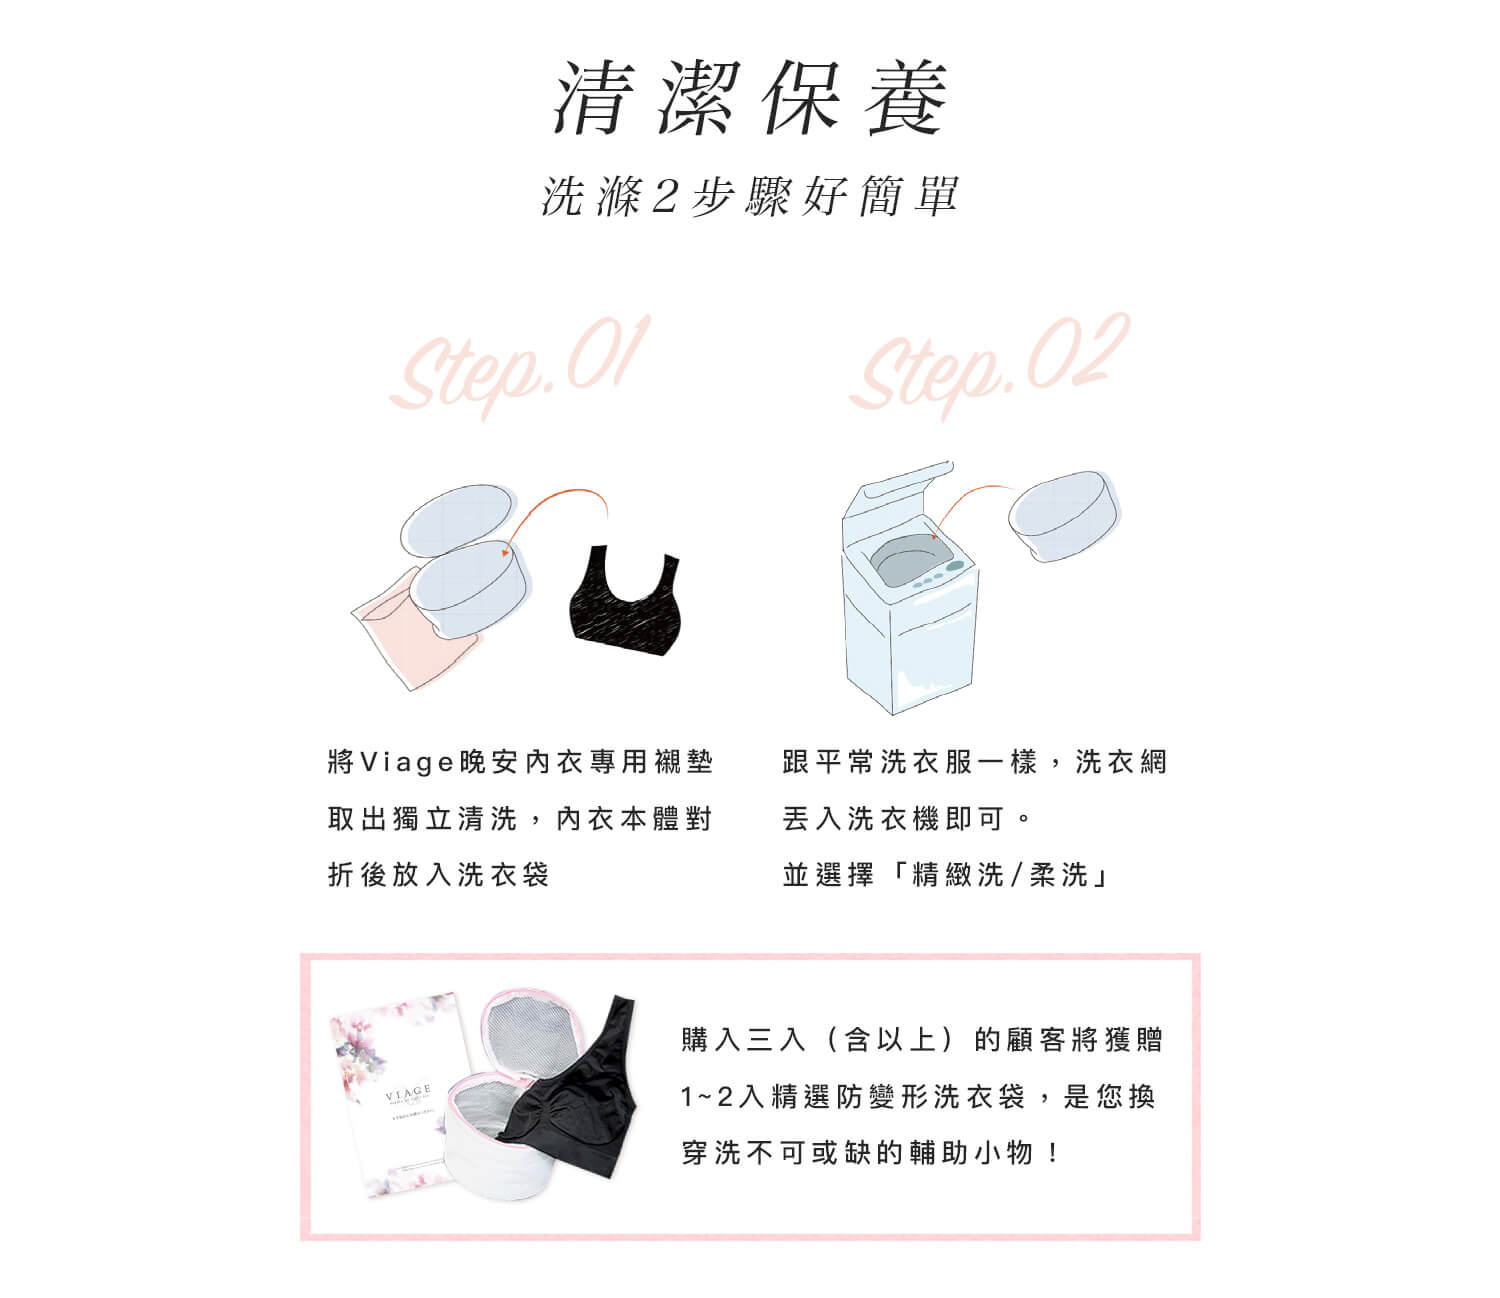 清潔保養
洗滌2步驟好簡單
Step.01
Step.02
將Viage晚安內衣專用襯墊
取出獨立清洗，內衣本體對
折後放入洗衣袋
跟平常洗衣服一樣，洗衣網
丟入洗衣機即可。
並選擇「精緻洗/柔洗」
VIAGE
購入三入（含以上）的顧客將獲贈
1~2入精選防變形洗衣袋，是您換
穿洗不可或缺的輔助小物！